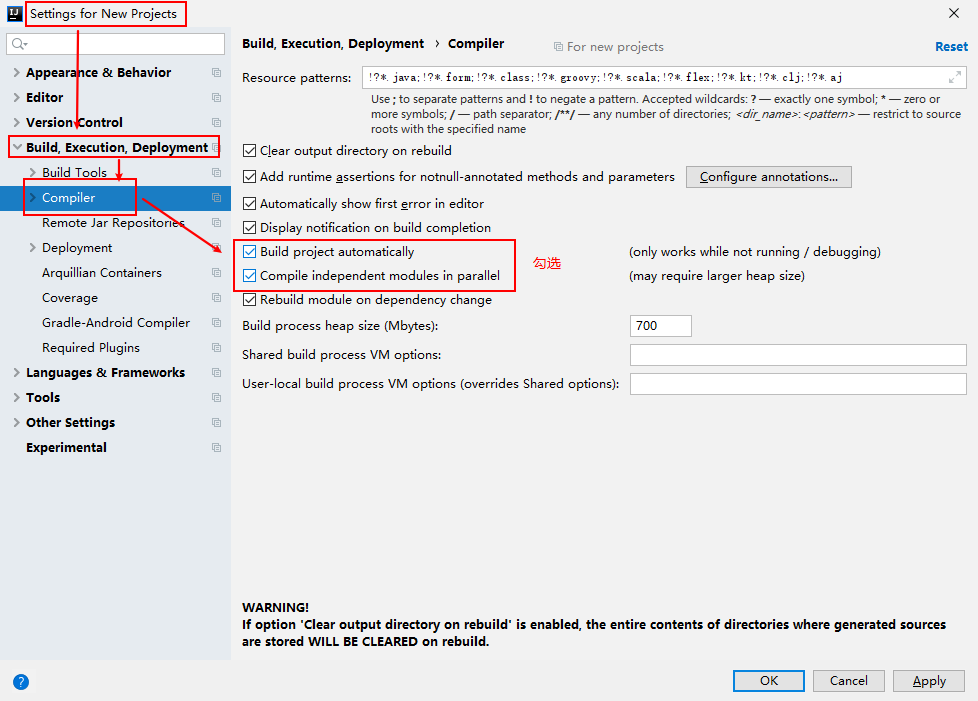 Settings for New Projects
Appearance & Behavior
Editor
Version Control
Build, Execution, Deployment
Build Tools
Compiler
Remote Jar Repositories
Deployment
Arquillian Containers
Coverage
Gradle-Android Compiler
Required Plugins
Languages & Frameworks
Tools
Other Settings
Experimental
Build, Execution, Deployment › Compiler
For new projects
Reset
Resource patterns: !?*.java;!?*.form;!?*.class;!?*.groovy;!?*.scala;!?*.flex;!?*.kt;!?*.clj;!?*.aj
Use ; to separate patterns and ! to negate a pattern. Accepted wildcards: ? — exactly one symbol; * — zero or
more symbols; / — path separator; /**/ — any number of directories; <dir_name>:<pattern> — restrict to source
roots with the specified name
Clear output directory on rebuild
Add runtime assertions for notnull-annotated methods and parameters Configure annotations...
Automatically show first error in editor
Display notification on build completion
Build project automatically (only works while not running / debugging)
勾选
Compile independent modules in parallel (may require larger heap size)
Rebuild module on dependency change
Build process heap size (Mbytes): 700
Shared build process VM options:
User-local build process VM options (overrides Shared options):
WARNING!
If option 'Clear output directory on rebuild' is enabled, the entire contents of directories where generated sources
are stored WILL BE CLEARED on rebuild.
?
OK Cancel Apply